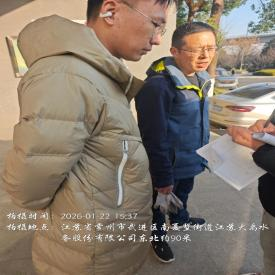 拍摄时间: 2026-01-22 15:37
拍摄地点: 江苏省常州市武进区南夏墅街道江苏大禹水
务股份有限公司东北约90米